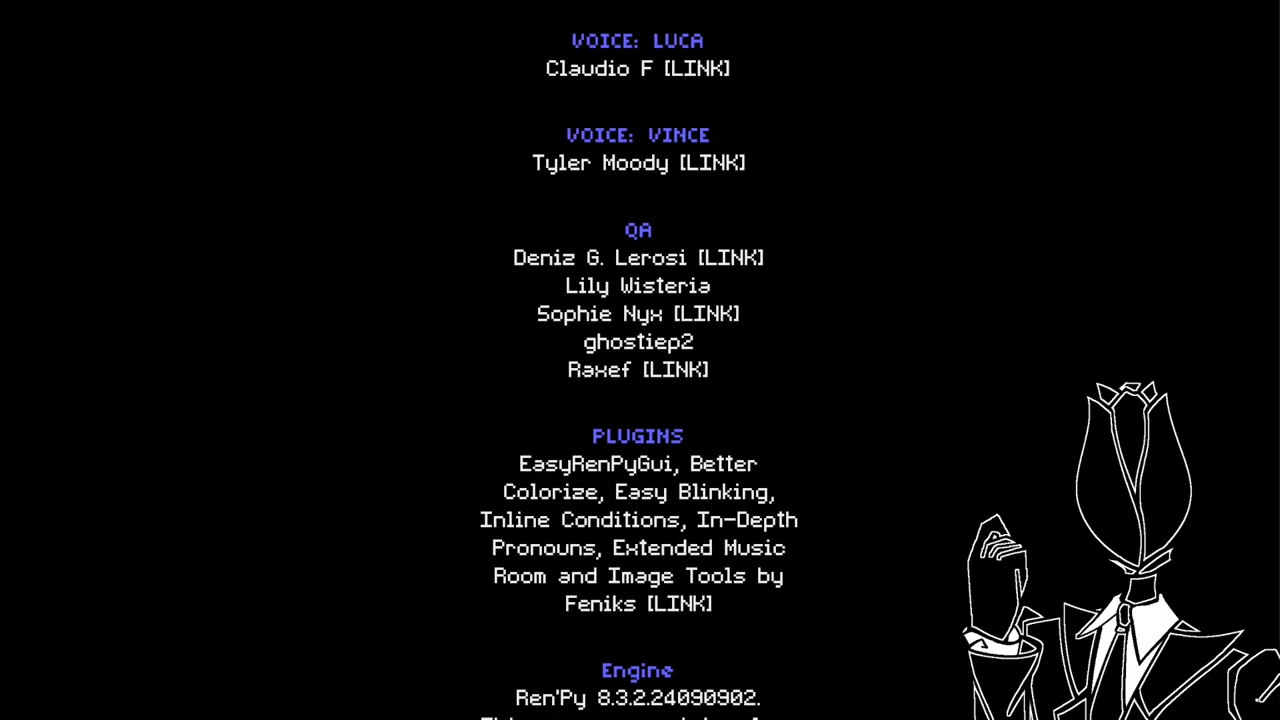 VOICE: LUCA
Claudio F [LINK]
VOICE: VINCE
Tyler Moody [LINK]
QA
Deniz G. Lerosi [LINK]
Lily Wisteria
Sophie Nyx [LINK]
ghostiep2
Raxef [LINK]
PLUGINS
EasyRenPyGui, Better
Colorize, Easy Blinking,
Inline Conditions, In-Depth
Pronouns, Extended Music
Room and Image Tools by
Feniks [LINK]
Engine
Ren'Py 8.3.2.24090902.